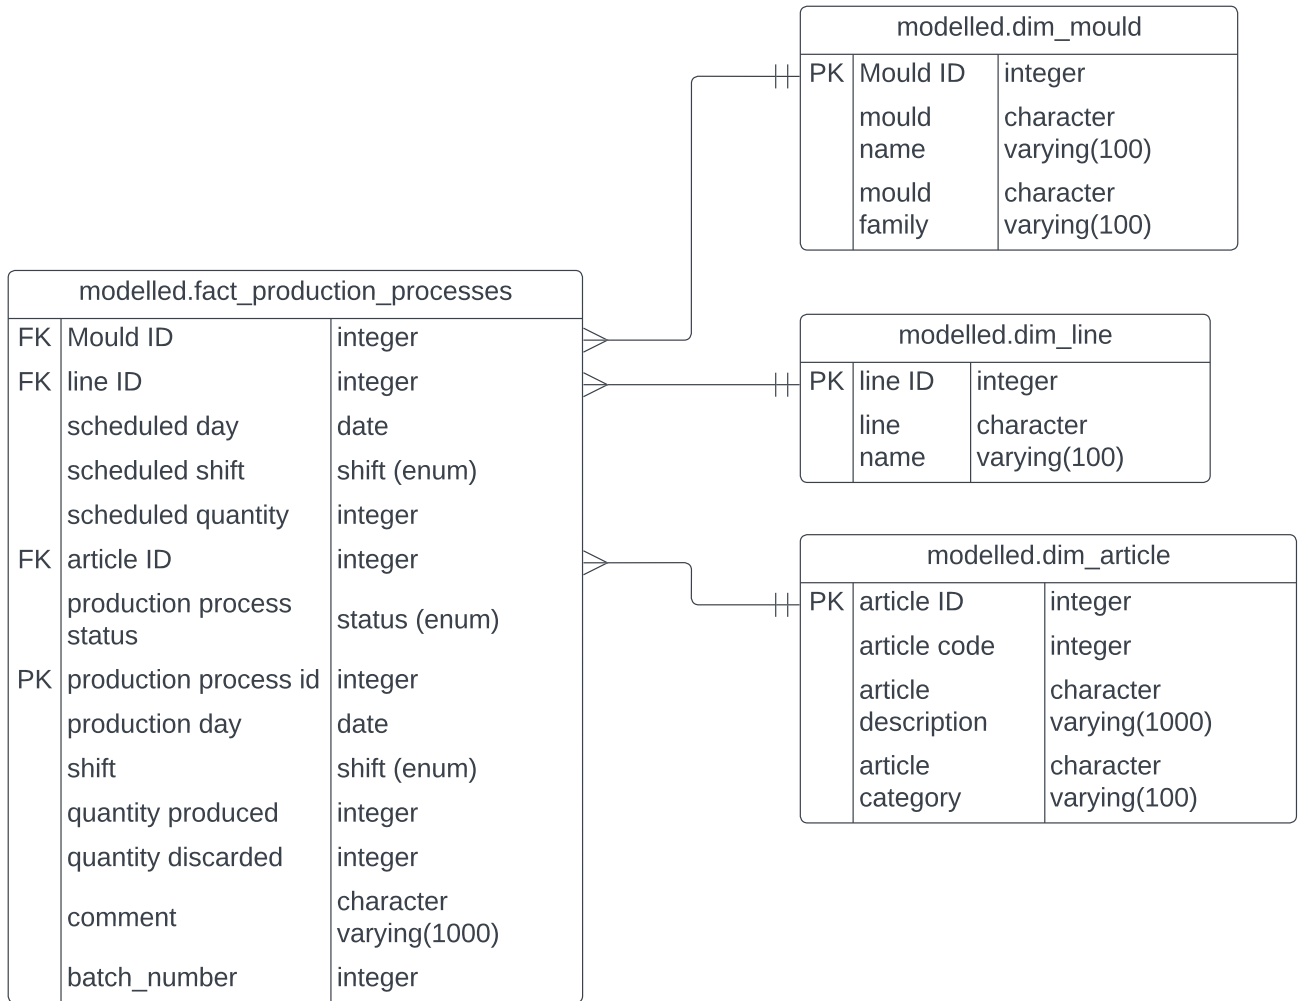 modelled.dim_mould
PK Mould ID integer
mould character
name varying(100)
mould character
family varying(100)
modelled.fact_production_processes
FK Mould ID integer
FK line ID integer
scheduled day date
scheduled shift shift (enum)
scheduled quantity integer
FK article ID integer
production process
status status (enum)
PK production process id integer
production day date
shift shift (enum)
quantity produced integer
quantity discarded integer
comment character
varying(1000)
batch_number integer
modelled.dim_line
PK line ID integer
line character
name varying(100)
modelled.dim_article
PK article ID integer
article code integer
article character
description varying(1000)
article character
category varying(100)